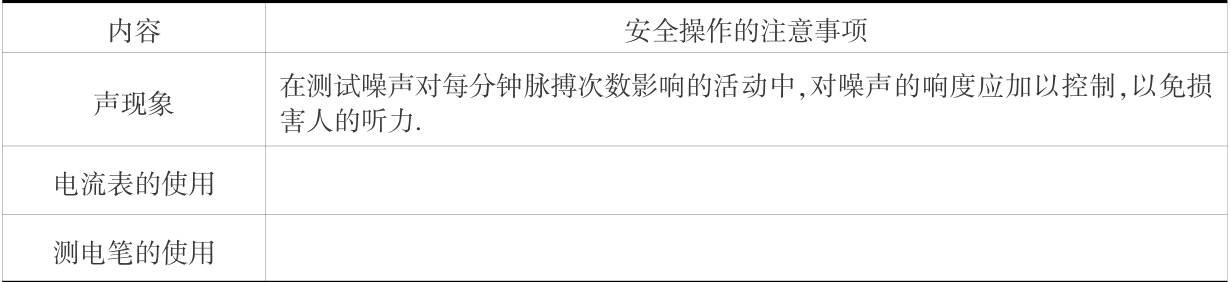 内容 安全操作的注意事项
声现象 在测试噪声对每分钟脉搏次数影响的活动中,对噪声的响度应加以控制,以免损
害人的听力.
电流表的使用
测电笔的使用